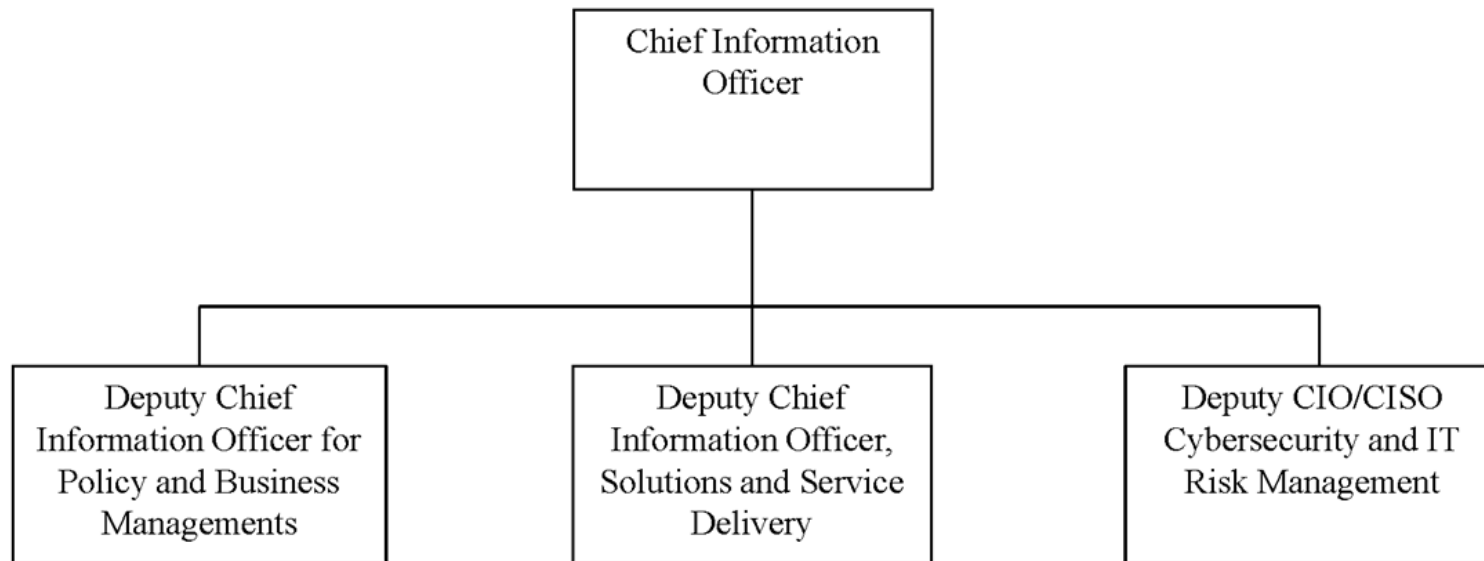 Chief Information
Officer
Deputy Chief
Information Officer for
Policy and Business
Managements
Deputy Chief
Information Officer,
Solutions and Service
Delivery
Deputy CIO/CISO
Cybersecurity and IT
Risk Management